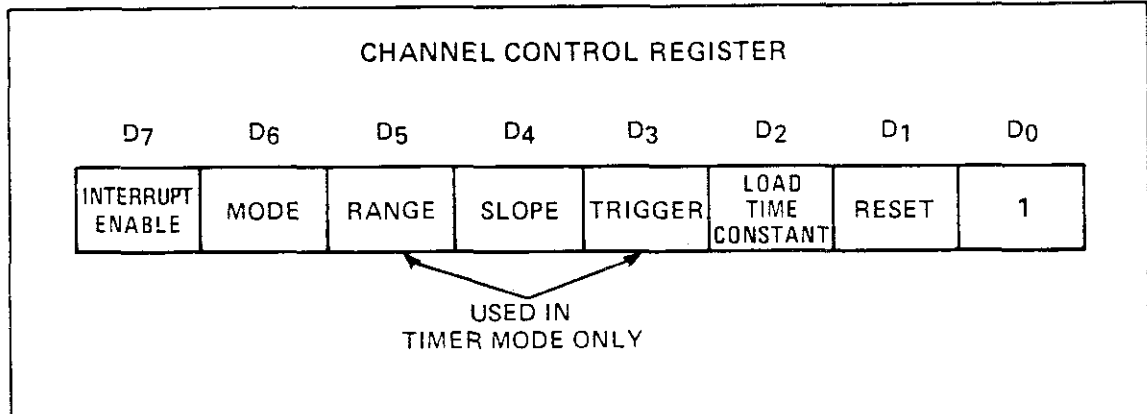 CHANNEL CONTROL REGISTER
D7 D6 D5 D4 D3 D2 D1 D0
INTERRUPT ENABLE MODE RANGE SLOPE TRIGGER LOAD TIME CONSTANT RESET 1
USED IN
TIMER MODE ONLY